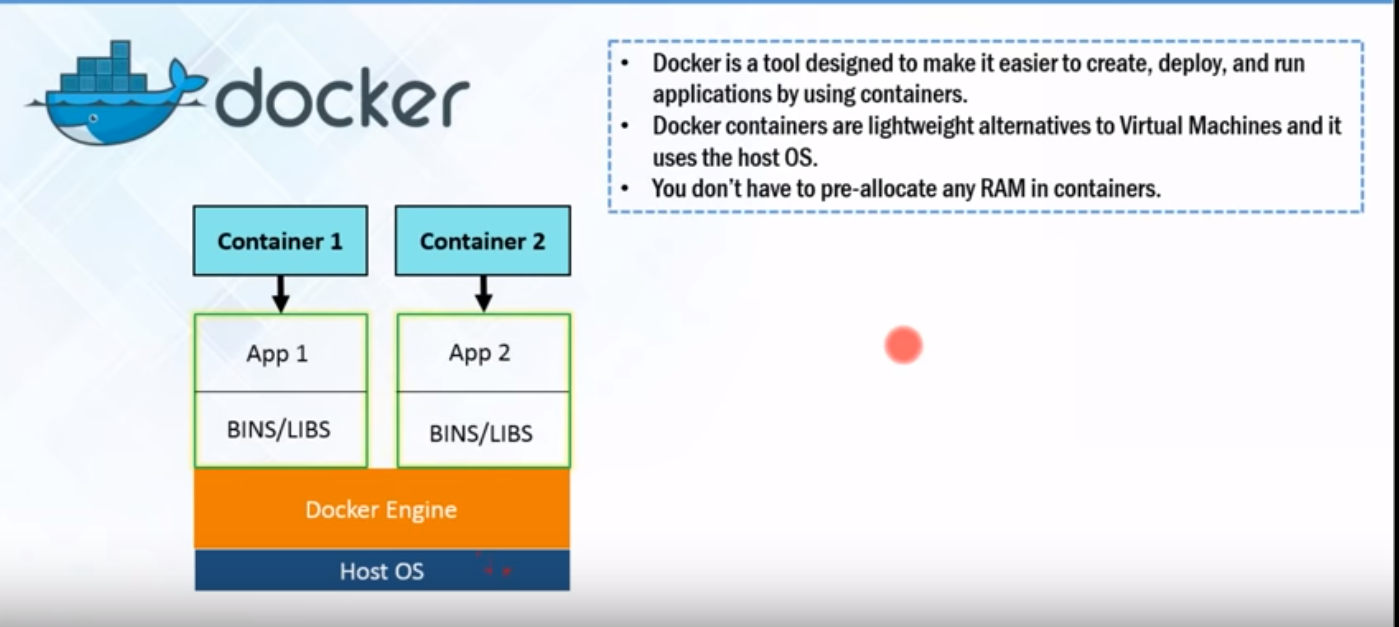 docker
• Docker is a tool designed to make it easier to create, deploy, and run
applications by using containers.
• Docker containers are lightweight alternatives to Virtual Machines and it
uses the host OS.
• You don't have to pre-allocate any RAM in containers.
Container 1
Container 2
App 1
App 2
BINS/LIBS
BINS/LIBS
Docker Engine
Host OS